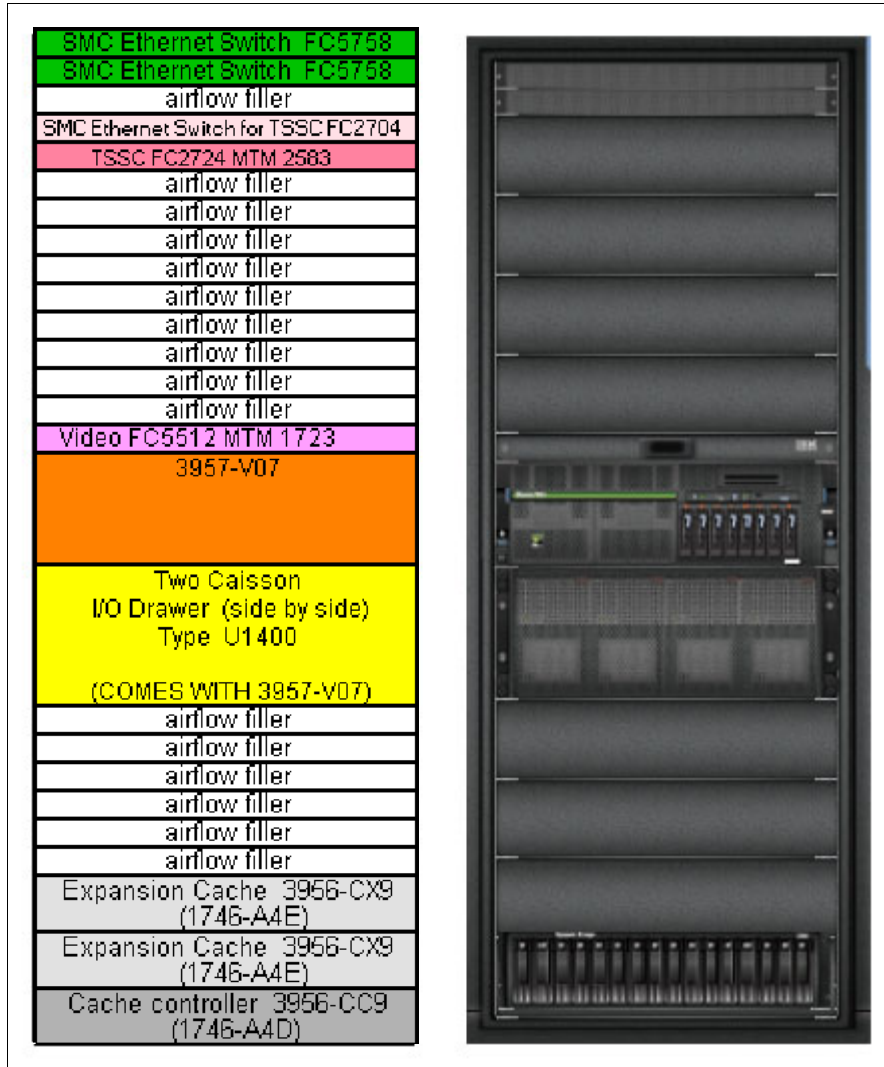 SMC Ethernet Switch FC5758
SMC Ethernet Switch FC5758
airflow filler
SMC Ethernet Switch for TSSC FC2704
TSSC FC2724 MTM 2583
airflow filler
airflow filler
airflow filler
airflow filler
airflow filler
airflow filler
airflow filler
airflow filler
airflow filler
Video FC5512 MTM 1723
3957-V07
Two Caisson
I/O Drawer (side by side)
Type U1400
(COMES WITH 3957-V07)
airflow filler
airflow filler
airflow filler
airflow filler
airflow filler
airflow filler
Expansion Cache 3956-CX9
(1746-A4E)
Expansion Cache 3956-CX9
(1746-A4E)
Cache controller 3956-CC9
(1746-A4D)
IBM